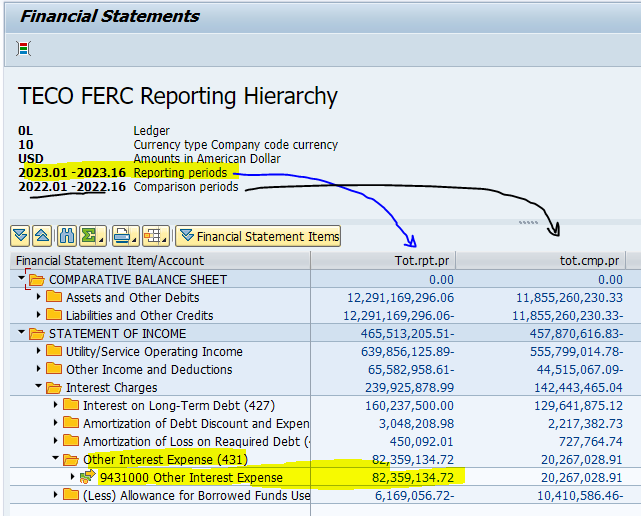 Financial Statements
TECO FERC Reporting Hierarchy
0L Ledger
10 Currency type Company code currency
USD Amounts in American Dollar
2023.01 -2023.16 Reporting periods
2022.01 -2022.16 Comparison periods
Financial Statement Items
Financial Statement Item/Account Tot.rpt.pr tot.cmp.pr
COMPARATIVE BALANCE SHEET 0.00 0.00
Assets and Other Debits 12,291,169,296.06 11,855,260,230.33
Liabilities and Other Credits 12,291,169,296.06- 11,855,260,230.33-
STATEMENT OF INCOME 465,513,205.51- 457,870,616.83-
Utility/Service Operating Income 639,856,125.89- 555,799,014.78-
Other Income and Deductions 65,582,958.61- 44,515,067.09-
Interest Charges 239,925,878.99 142,443,465.04
Interest on Long-Term Debt (427) 160,237,500.00 129,641,875.12
Amortization of Debt Discount and Expen 3,048,208.98 2,217,382.73
Amortization of Loss on Reaquired Debt (4 450,092.01 727,764.74
Other Interest Expense (431) 82,359,134.72 20,267,028.91
9431000 Other Interest Expense 82,359,134.72 20,267,028.91
(Less) Allowance for Borrowed Funds Use 6,169,056.72- 10,410,586.46-